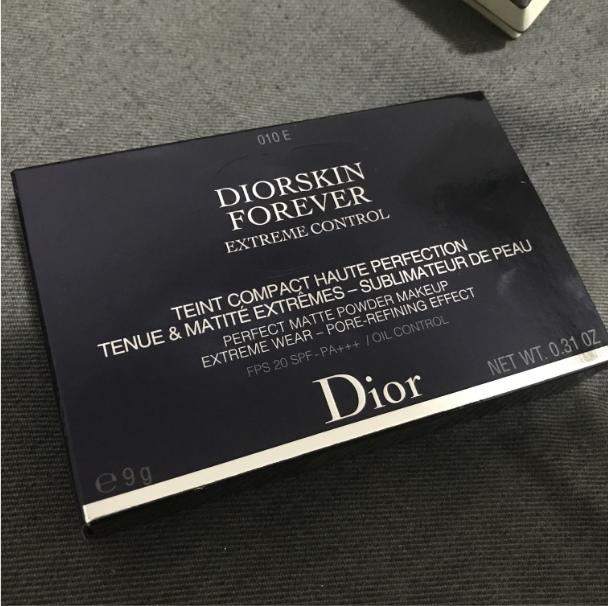 010 E
DIORSKIN
FOREVER
EXTREME CONTROL
TEINT COMPACT HAUTE PERFECTION
TENUE & MATITÉ EXTRÊMES – SUBLIMATEUR DE PEAU
PERFECT MATTE POWDER MAKEUP
EXTREME WEAR – PORE-REFINING EFFECT
FPS 20 SPF - PA+++ / OIL CONTROL
Dior
℮ 9 g
NET WT. 0.31 OZ